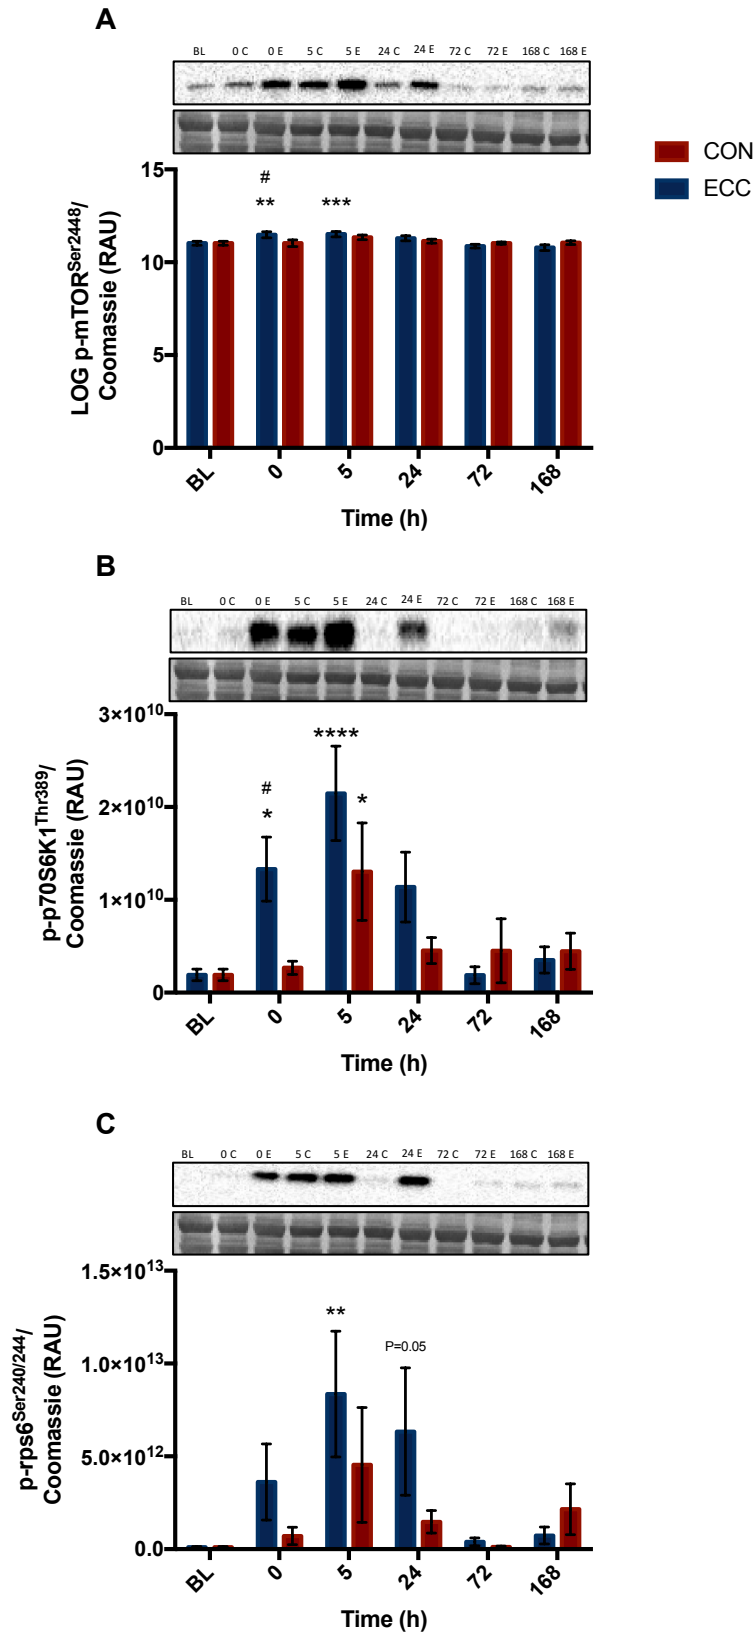 A
BL 0 C 0 E 5 C 5 E 24 C 24 E 72 C 72 E 168 C 168 E
CON
ECC
LOG p-mTOR^Ser2448/
Coomassie (RAU)
15
10
5
0
#
** ***
BL 0 5 24 72 168
Time (h)
B
BL 0 C 0 E 5 C 5 E 24 C 24 E 72 C 72 E 168 C 168 E
p-p70S6K1^Thr389/
Coomassie (RAU)
3×10^10
2×10^10
1×10^10
0
****
#
* *
BL 0 5 24 72 168
Time (h)
C
BL 0 C 0 E 5 C 5 E 24 C 24 E 72 C 72 E 168 C 168 E
p-rps6^Ser240/244/
Coomassie (RAU)
1.5×10^13
1.0×10^13
5.0×10^12
0.0
**
P=0.05
BL 0 5 24 72 168
Time (h)